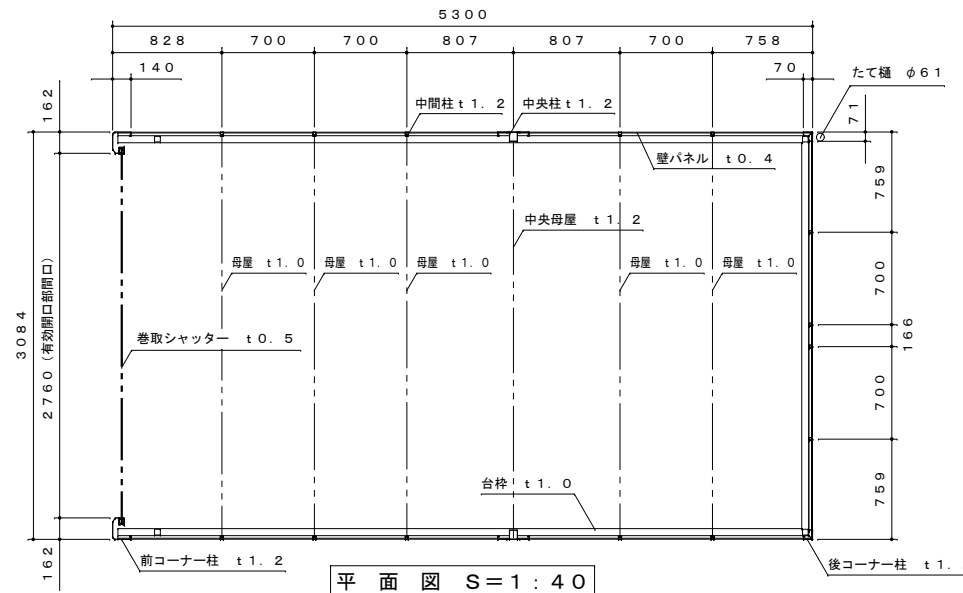 5300
828 700 700 807 807 700 758
140 70 たて樋 φ61
162 中間柱 t1.2 中央柱 t1.2 71
壁パネル t0.4
759
中央母屋 t1.2
母屋 t1.0 母屋 t1.0 母屋 t1.0 母屋 t1.0 母屋 t1.0
700
3084
2760(有効開口部間口)
巻取シャッター t0.5
166
700
台枠 t1.0
759
162
前コーナー柱 t1.2
後コーナー柱 t1.
平面図 S=1:40